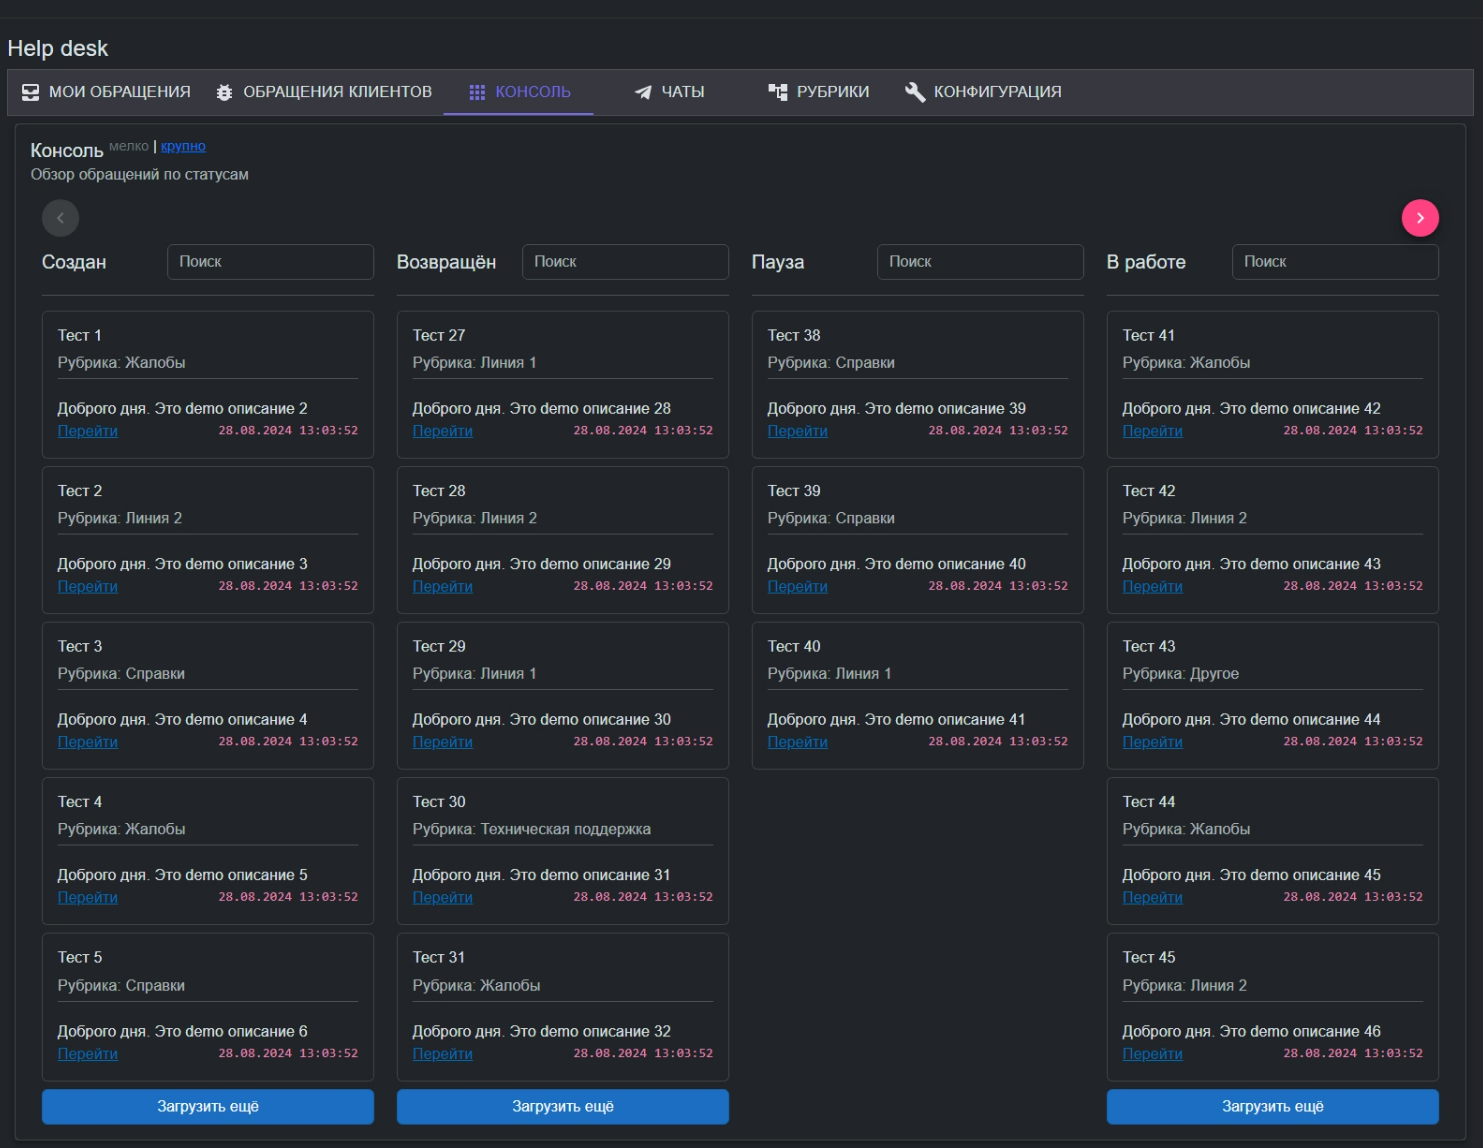 Help desk
МОИ ОБРАЩЕНИЯ ОБРАЩЕНИЯ КЛИЕНТОВ КОНСОЛЬ ЧАТЫ РУБРИКИ КОНФИГУРАЦИЯ
Консоль мелко | крупно
Обзор обращений по статусам
Создан Поиск
Тест 1
Рубрика: Жалобы
Доброго дня. Это demo описание 2
Перейти 28.08.2024 13:03:52
Тест 2
Рубрика: Линия 2
Доброго дня. Это demo описание 3
Перейти 28.08.2024 13:03:52
Тест 3
Рубрика: Справки
Доброго дня. Это demo описание 4
Перейти 28.08.2024 13:03:52
Тест 4
Рубрика: Жалобы
Доброго дня. Это demo описание 5
Перейти 28.08.2024 13:03:52
Тест 5
Рубрика: Справки
Доброго дня. Это demo описание 6
Перейти 28.08.2024 13:03:52
Загрузить ещё
Возвращён Поиск
Тест 27
Рубрика: Линия 1
Доброго дня. Это demo описание 28
Перейти 28.08.2024 13:03:52
Тест 28
Рубрика: Линия 2
Доброго дня. Это demo описание 29
Перейти 28.08.2024 13:03:52
Тест 29
Рубрика: Линия 1
Доброго дня. Это demo описание 30
Перейти 28.08.2024 13:03:52
Тест 30
Рубрика: Техническая поддержка
Доброго дня. Это demo описание 31
Перейти 28.08.2024 13:03:52
Тест 31
Рубрика: Жалобы
Доброго дня. Это demo описание 32
Перейти 28.08.2024 13:03:52
Загрузить ещё
Пауза Поиск
Тест 38
Рубрика: Справки
Доброго дня. Это demo описание 39
Перейти 28.08.2024 13:03:52
Тест 39
Рубрика: Справки
Доброго дня. Это demo описание 40
Перейти 28.08.2024 13:03:52
Тест 40
Рубрика: Линия 1
Доброго дня. Это demo описание 41
Перейти 28.08.2024 13:03:52
В работе Поиск
Тест 41
Рубрика: Жалобы
Доброго дня. Это demo описание 42
Перейти 28.08.2024 13:03:52
Тест 42
Рубрика: Линия 2
Доброго дня. Это demo описание 43
Перейти 28.08.2024 13:03:52
Тест 43
Рубрика: Другое
Доброго дня. Это demo описание 44
Перейти 28.08.2024 13:03:52
Тест 44
Рубрика: Жалобы
Доброго дня. Это demo описание 45
Перейти 28.08.2024 13:03:52
Тест 45
Рубрика: Линия 2
Доброго дня. Это demo описание 46
Перейти 28.08.2024 13:03:52
Загрузить ещё